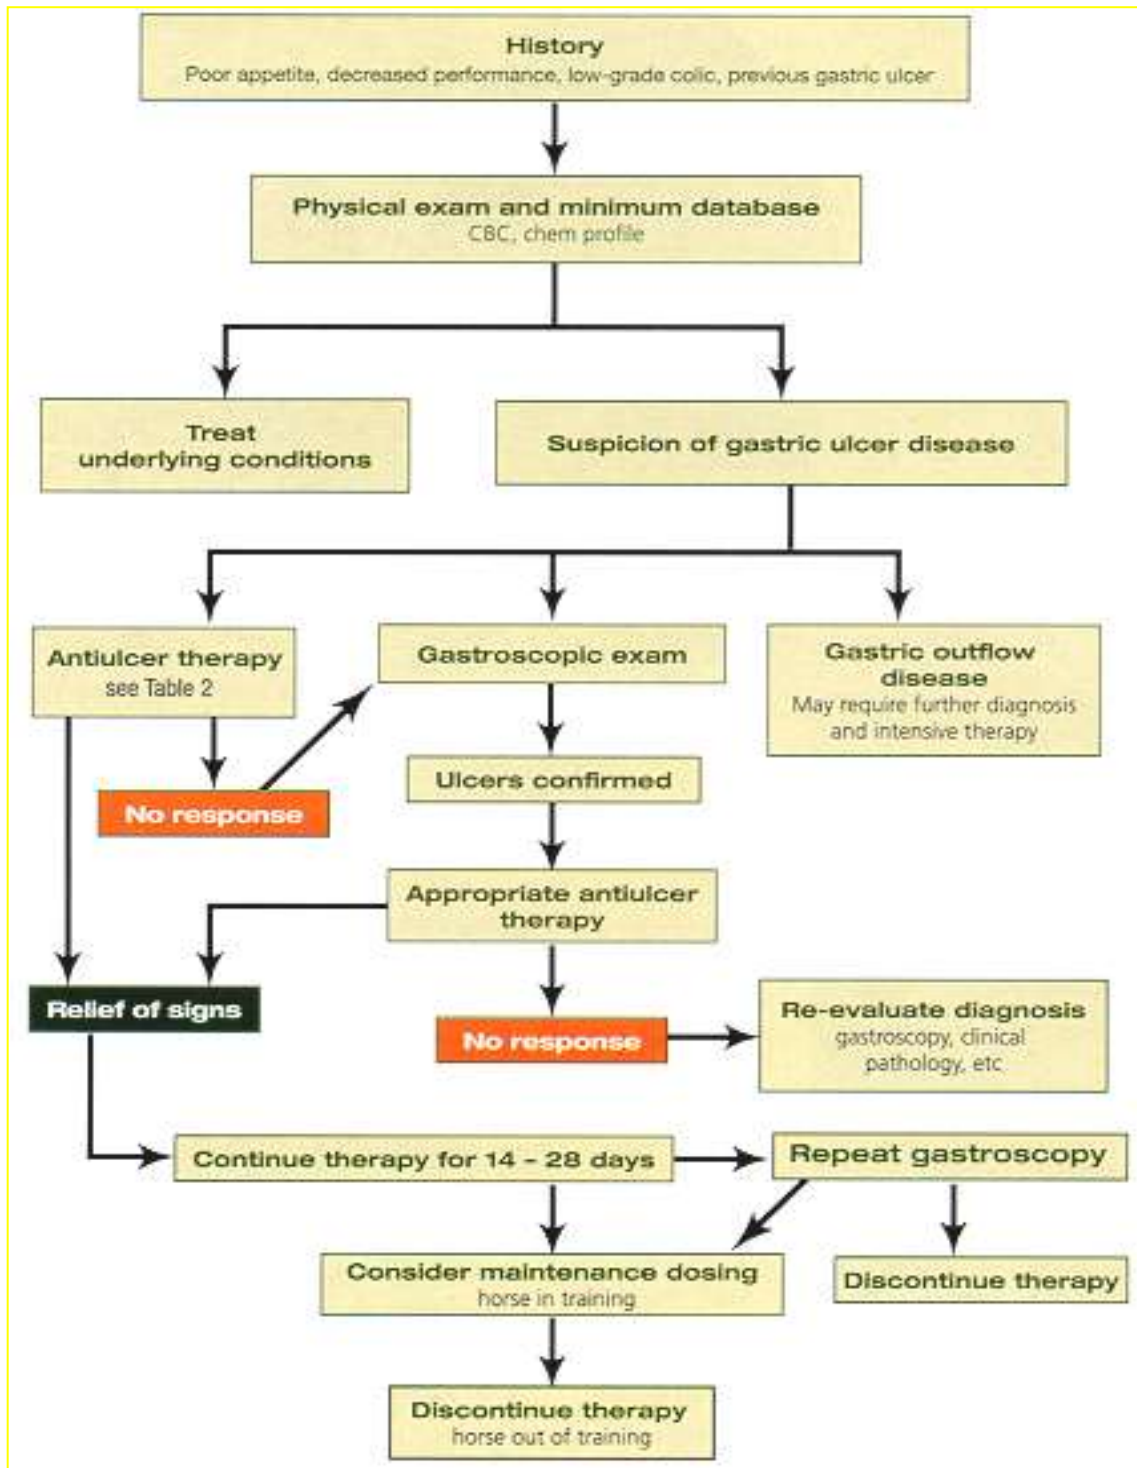 History
Poor appetite, decreased performance, low-grade colic, previous gastric ulcer
Physical exam and minimum database
CBC, chem profile
Treat
underlying conditions
Suspicion of gastric ulcer disease
Antiulcer therapy
see Table 2
Gastroscopic exam
Gastric outflow
disease
May require further diagnosis
and intensive therapy
No response
Ulcers confirmed
Appropriate antiulcer
therapy
Relief of signs
No response
Re-evaluate diagnosis
gastroscopy, clinical
pathology, etc
Continue therapy for 14 - 28 days
Repeat gastroscopy
Consider maintenance dosing
horse in training
Discontinue therapy
Discontinue therapy
horse out of training